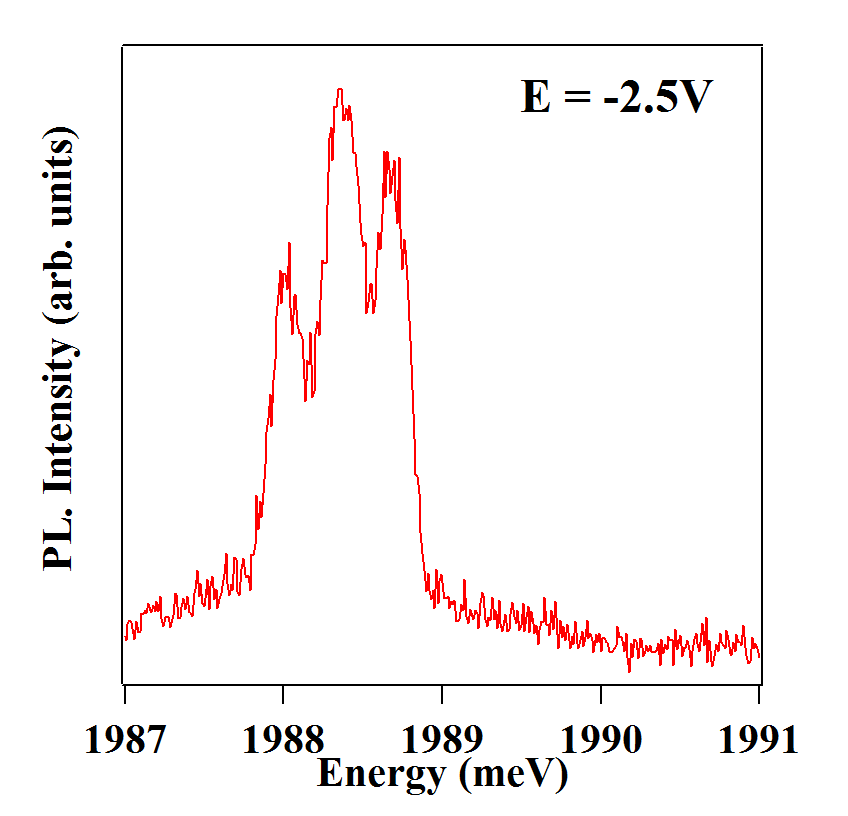 E = -2.5V
PL. Intensity (arb. units)
1987 1988 1989 1990 1991
Energy (meV)